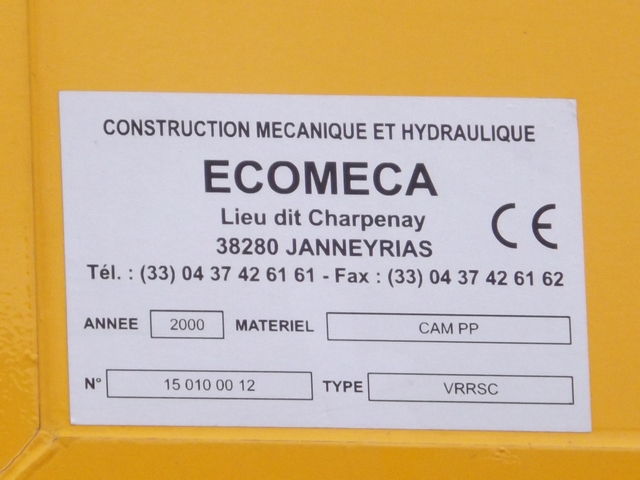 CONSTRUCTION MECANIQUE ET HYDRAULIQUE
ECOMECA
Lieu dit Charpenay
38280 JANNEYRIAS
CE
Tél. : (33) 04 37 42 61 61 - Fax : (33) 04 37 42 61 62
ANNEE 2000 MATERIEL CAM PP
N° 15 010 00 12 TYPE VRRSC